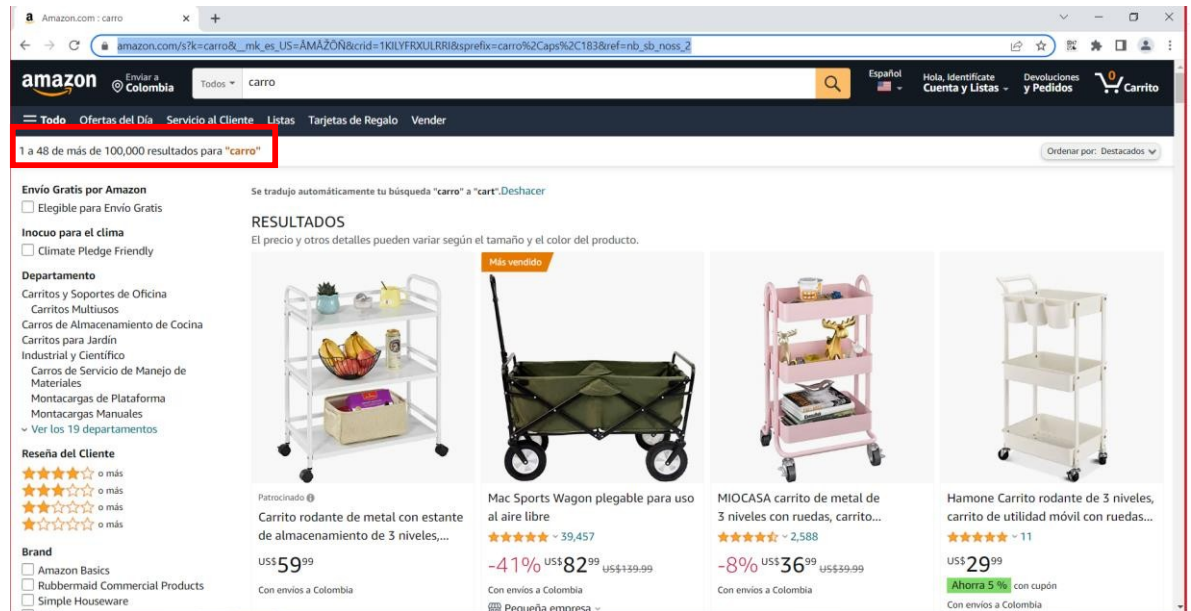 Amazon.com : carro
amazon.com/s?k=carro&__mk_es_US=ÅMÅŽÕÑ&crid=1KILYFRXULRRI&sprefix=carro%2Caps%2C183&ref=nb_sb_noss_2
amazon
Enviar a
Colombia
Todos
carro
Español
Hola, Identifícate
Cuenta y Listas
Devoluciones
y Pedidos
0
Carrito
Todo Ofertas del Día Servicio al Cliente Listas Tarjetas de Regalo Vender
1 a 48 de más de 100,000 resultados para "carro"
Ordenar por: Destacados
Envío Gratis por Amazon
Elegible para Envío Gratis
Inocuo para el clima
Climate Pledge Friendly
Departamento
Carritos y Soportes de Oficina
Carritos Multiusos
Carros de Almacenamiento de Cocina
Carritos para Jardín
Industrial y Científico
Carros de Servicio de Manejo de
Materiales
Montacargas de Plataforma
Montacargas Manuales
Ver los 19 departamentos
Reseña del Cliente
o más
o más
o más
o más
Brand
Amazon Basics
Rubbermaid Commercial Products
Simple Houseware
Se tradujo automáticamente tu búsqueda "carro" a "cart".Deshacer
RESULTADOS
El precio y otros detalles pueden variar según el tamaño y el color del producto.
Patrocinado
Carrito rodante de metal con estante
de almacenamiento de 3 niveles,...
US$5999
Con envíos a Colombia
Más vendido
Mac Sports Wagon plegable para uso
al aire libre
39,457
-41% US$8299 US$139.99
Con envíos a Colombia
Pequeña empresa
MIOCASA carrito de metal de
3 niveles con ruedas, carrito...
2,588
-8% US$3699 US$39.99
Con envíos a Colombia
Hamone Carrito rodante de 3 niveles,
carrito de utilidad móvil con ruedas...
11
US$2999
Ahorra 5 % con cupón
Con envíos a Colombia